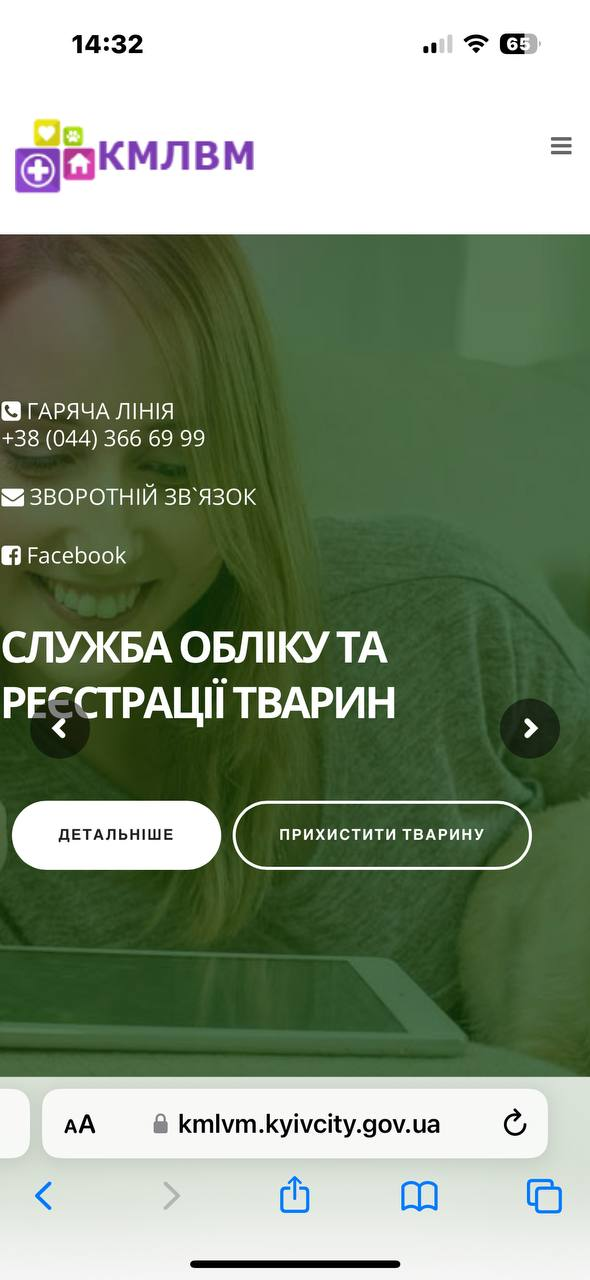 14:32
65
КМЛВМ
ГАРЯЧА ЛІНІЯ
+38 (044) 366 69 99
ЗВОРОТНІЙ ЗВ`ЯЗОК
Facebook
СЛУЖБА ОБЛІКУ ТА
РЕЄСТРАЦІЇ ТВАРИН
ДЕТАЛЬНІШЕ
ПРИХИСТИТИ ТВАРИНУ
AA
kmlvm.kyivcity.gov.ua